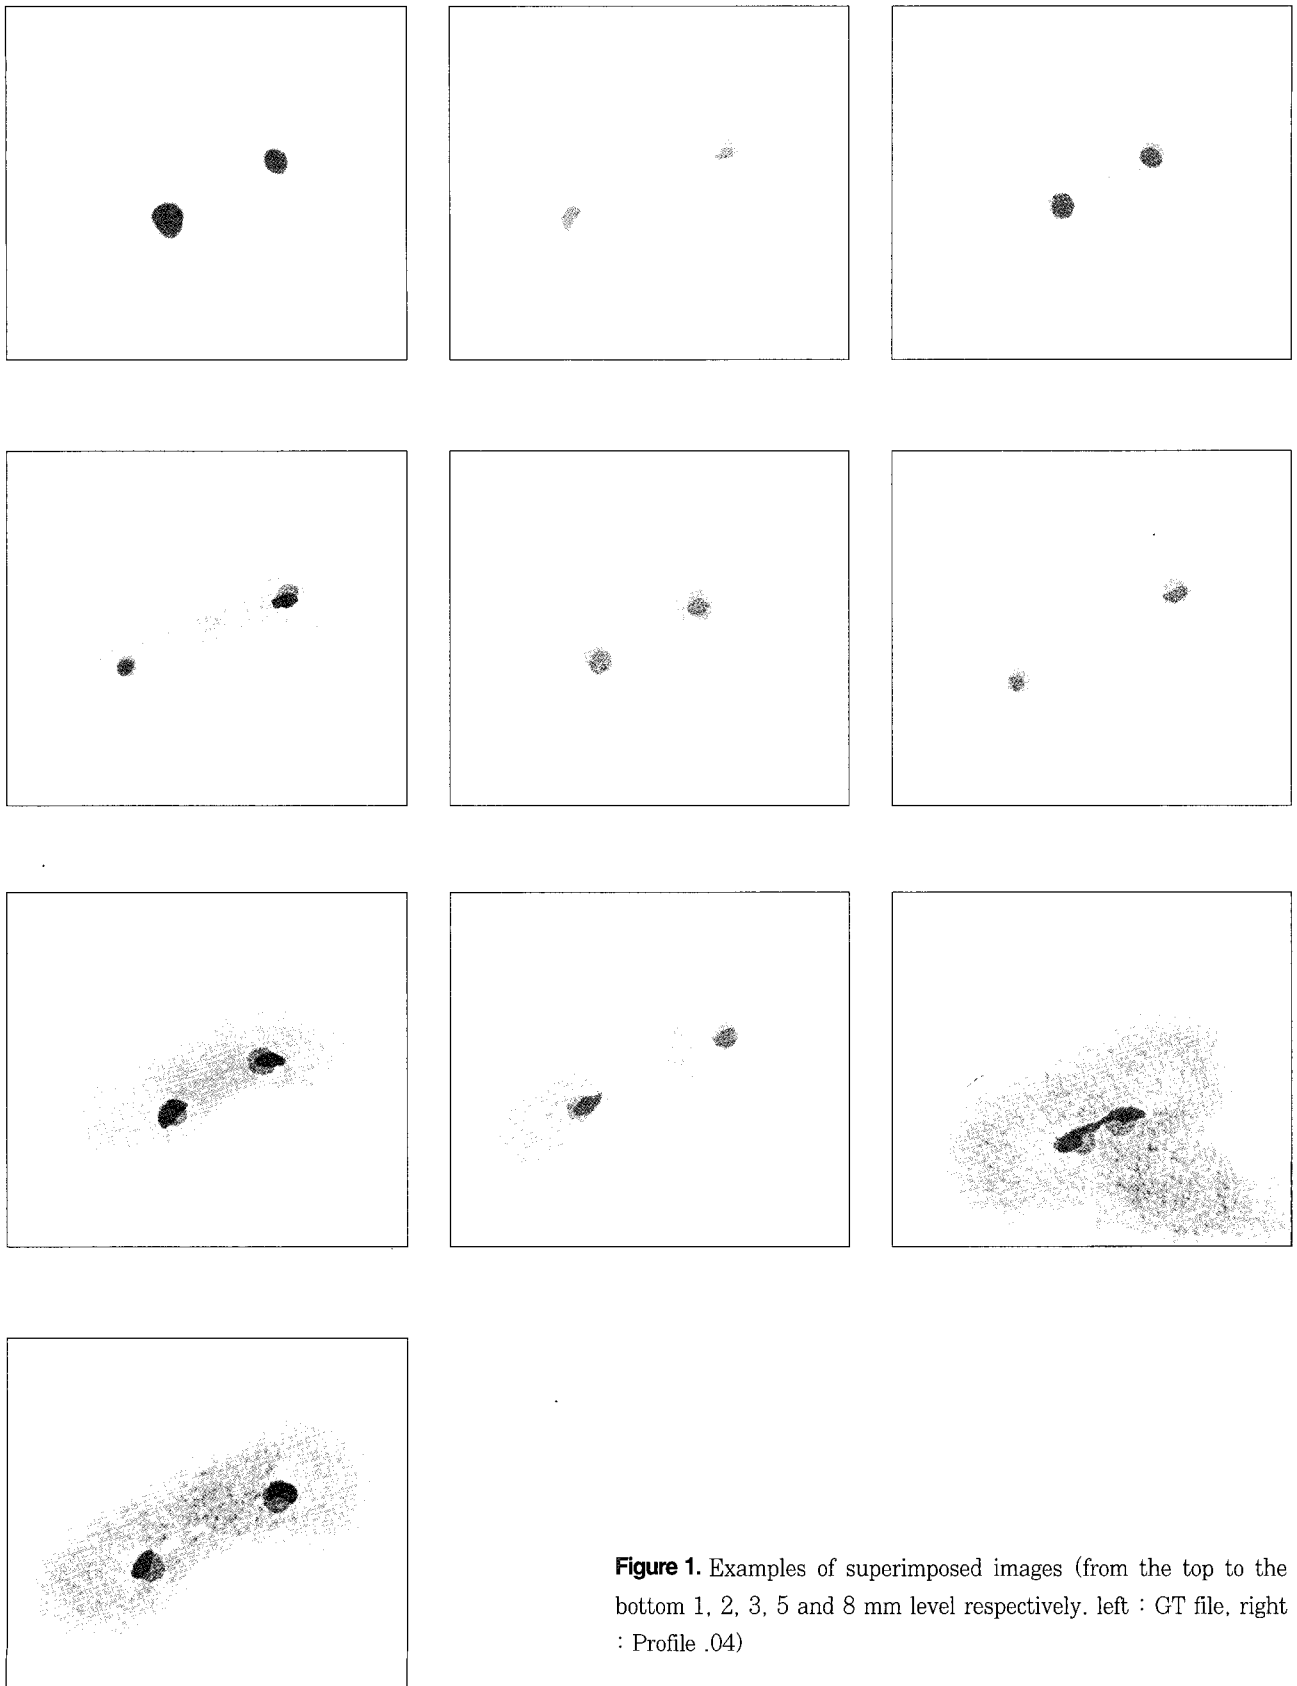 Figure 1. Examples of superimposed images (from the top to the
bottom 1, 2, 3, 5 and 8 mm level respectively. left : GT file, right
: Profile .04)